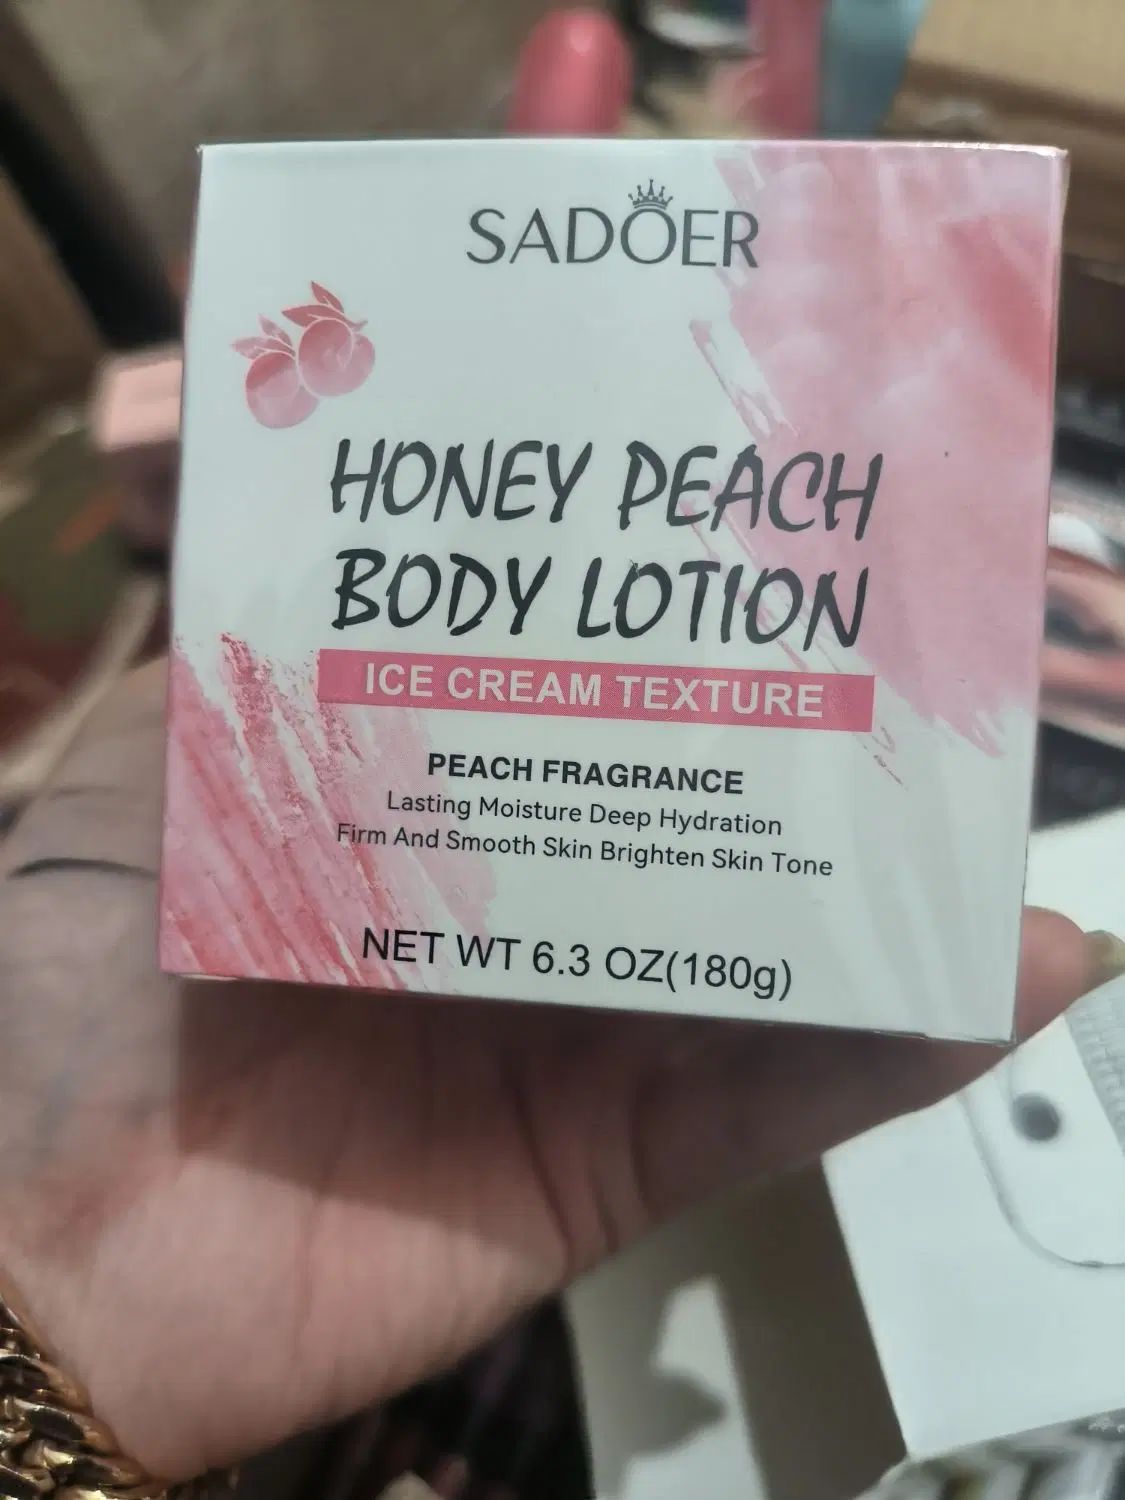 SADOER
HONEY PEACH
BODY LOTION
ICE CREAM TEXTURE
PEACH FRAGRANCE
Lasting Moisture Deep Hydration
Firm And Smooth Skin Brighten Skin Tone
NET WT 6.3 OZ(180g)